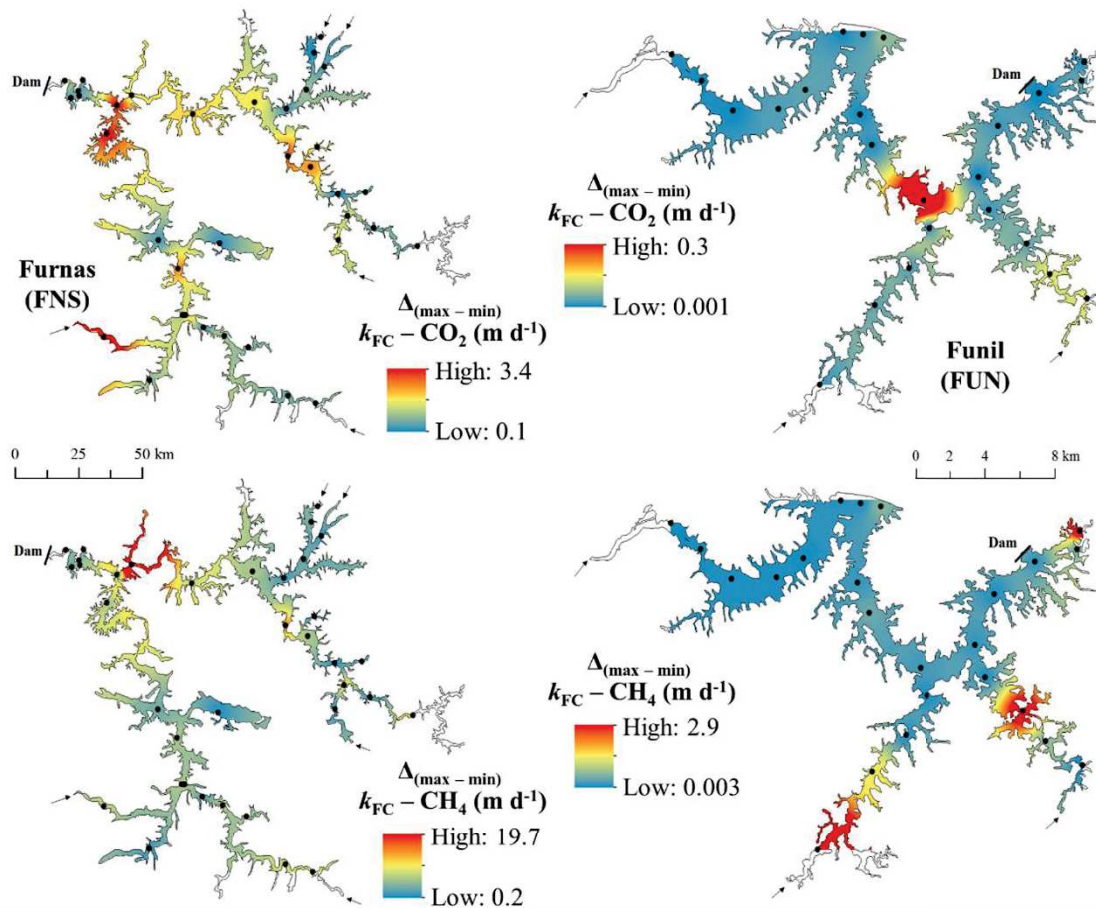 Dam
Furnas
(FNS)
Δ(max – min)
kFC – CO2 (m d-1)
High: 3.4
Low: 0.1
0 25 50 km
Δ(max – min)
kFC – CO2 (m d-1)
High: 0.3
Low: 0.001
Dam
Funil
(FUN)
0 2 4 8 km
Dam
Δ(max – min)
kFC – CH4 (m d-1)
High: 19.7
Low: 0.2
Δ(max – min)
kFC – CH4 (m d-1)
High: 2.9
Low: 0.003
Dam